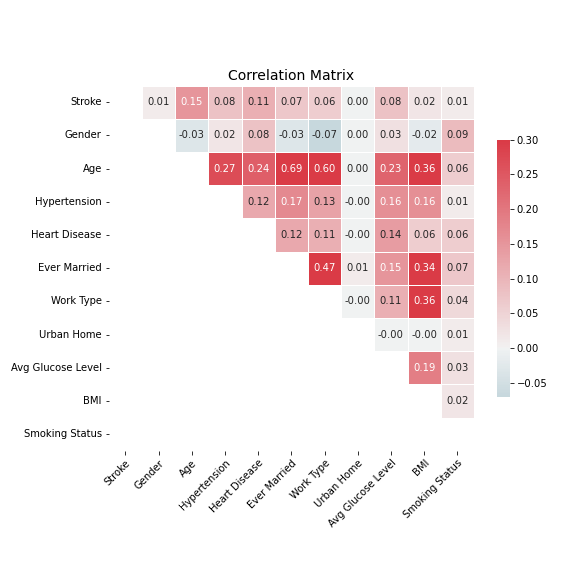 Correlation Matrix
Stroke 0.01 0.15 0.08 0.11 0.07 0.06 0.00 0.08 0.02 0.01
Gender -0.03 0.02 0.08 -0.03 -0.07 0.00 0.03 -0.02 0.09
Age 0.27 0.24 0.69 0.60 0.00 0.23 0.36 0.06
Hypertension 0.12 0.17 0.13 -0.00 0.16 0.16 0.01
Heart Disease 0.12 0.11 -0.00 0.14 0.06 0.06
Ever Married 0.47 0.01 0.15 0.34 0.07
Work Type -0.00 0.11 0.36 0.04
Urban Home -0.00 -0.00 0.01
Avg Glucose Level 0.19 0.03
BMI 0.02
Smoking Status
Stroke
Gender
Age
Hypertension
Heart Disease
Ever Married
Work Type
Urban Home
Avg Glucose Level
BMI
Smoking Status
0.30
0.25
0.20
0.15
0.10
0.05
0.00
−0.05